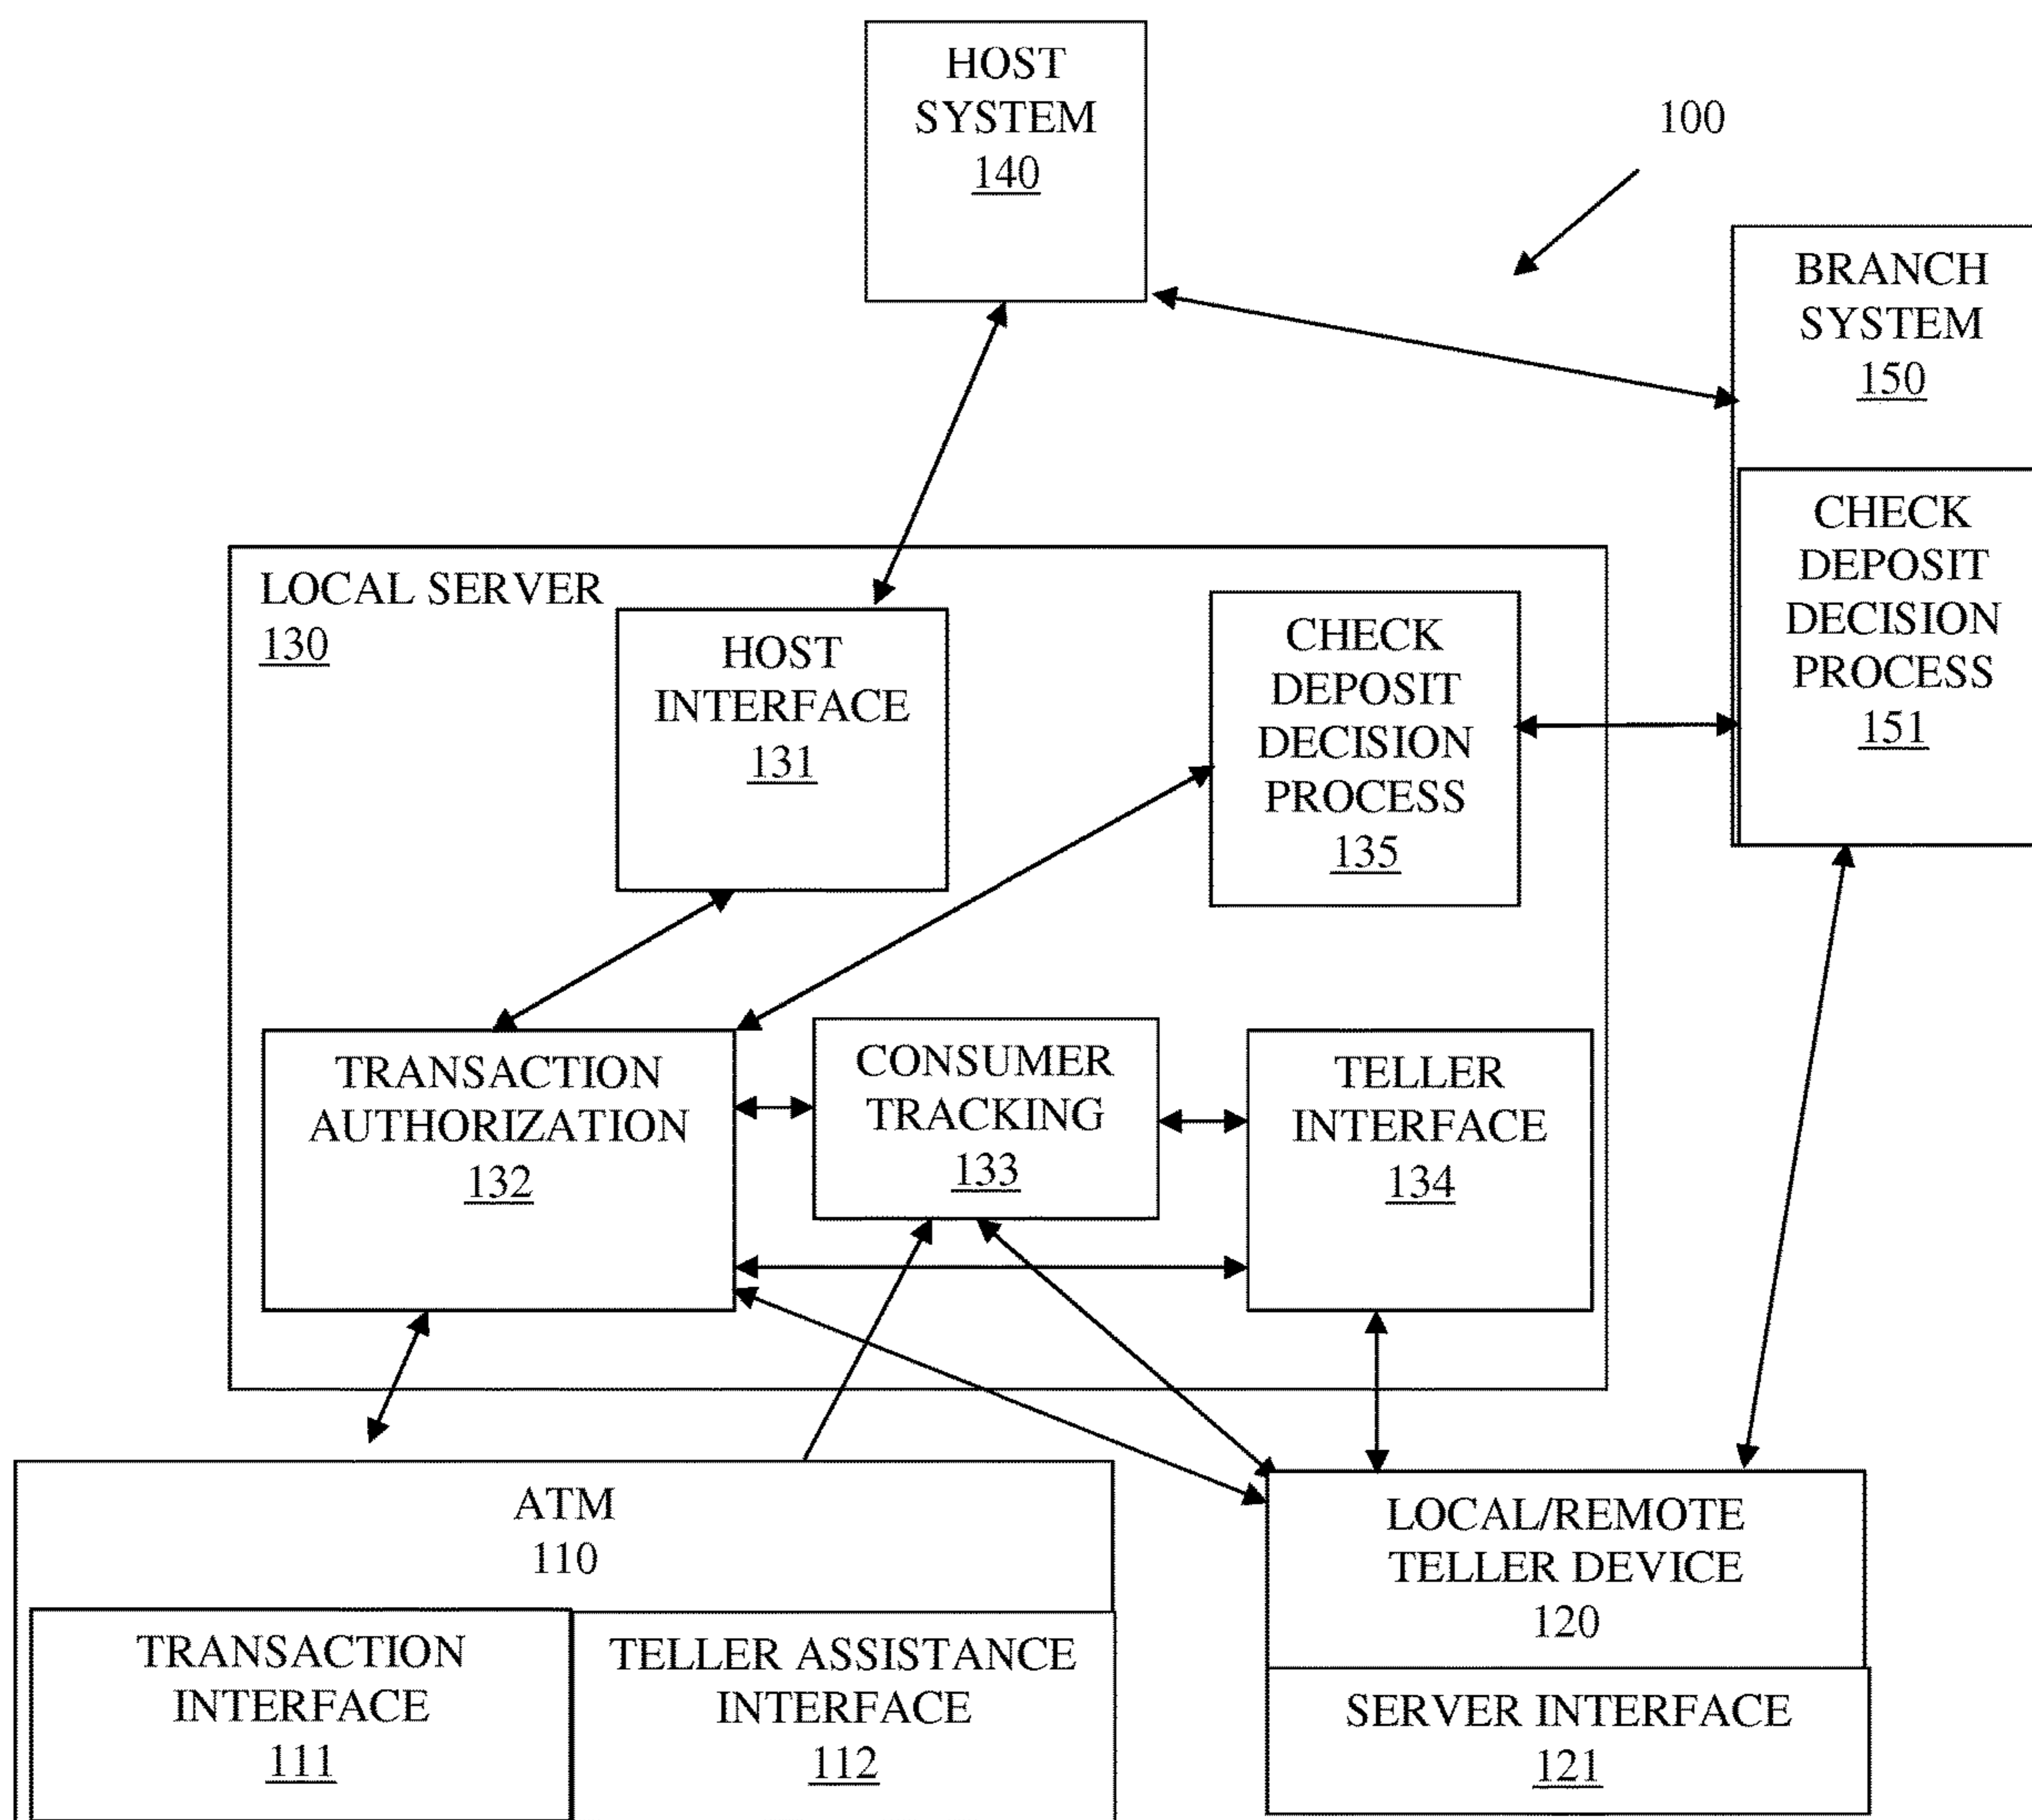 HOST
SYSTEM
140
100
BRANCH
SYSTEM
150
CHECK
DEPOSIT
DECISION
PROCESS
151
LOCAL SERVER
130
HOST
INTERFACE
131
CHECK
DEPOSIT
DECISION
PROCESS
135
TRANSACTION
AUTHORIZATION
132
CONSUMER
TRACKING
133
TELLER
INTERFACE
134
ATM
110
TRANSACTION
INTERFACE
111
TELLER ASSISTANCE
INTERFACE
112
LOCAL/REMOTE
TELLER DEVICE
120
SERVER INTERFACE
121